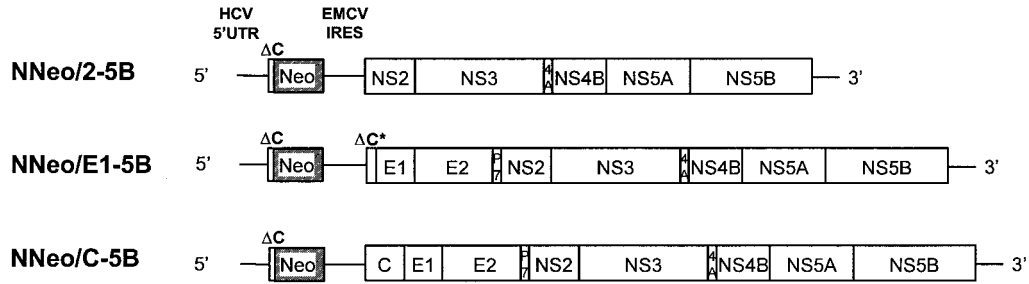 HCV EMCV
5'UTR IRES
ΔC
NNeo/2-5B 5' Neo NS2 NS3 4A NS4B NS5A NS5B 3'
ΔC ΔC*
NNeo/E1-5B 5' Neo E1 E2 P7 NS2 NS3 4A NS4B NS5A NS5B 3'
ΔC
NNeo/C-5B 5' Neo C E1 E2 P7 NS2 NS3 4A NS4B NS5A NS5B 3'